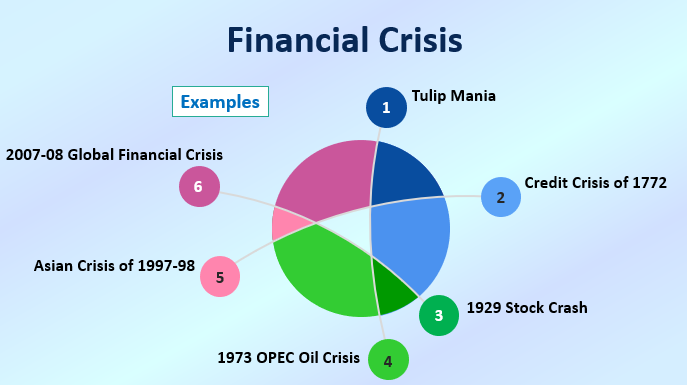 Financial Crisis
Examples
1
Tulip Mania
2
Credit Crisis of 1772
3
1929 Stock Crash
4
1973 OPEC Oil Crisis
5
Asian Crisis of 1997-98
6
2007-08 Global Financial Crisis